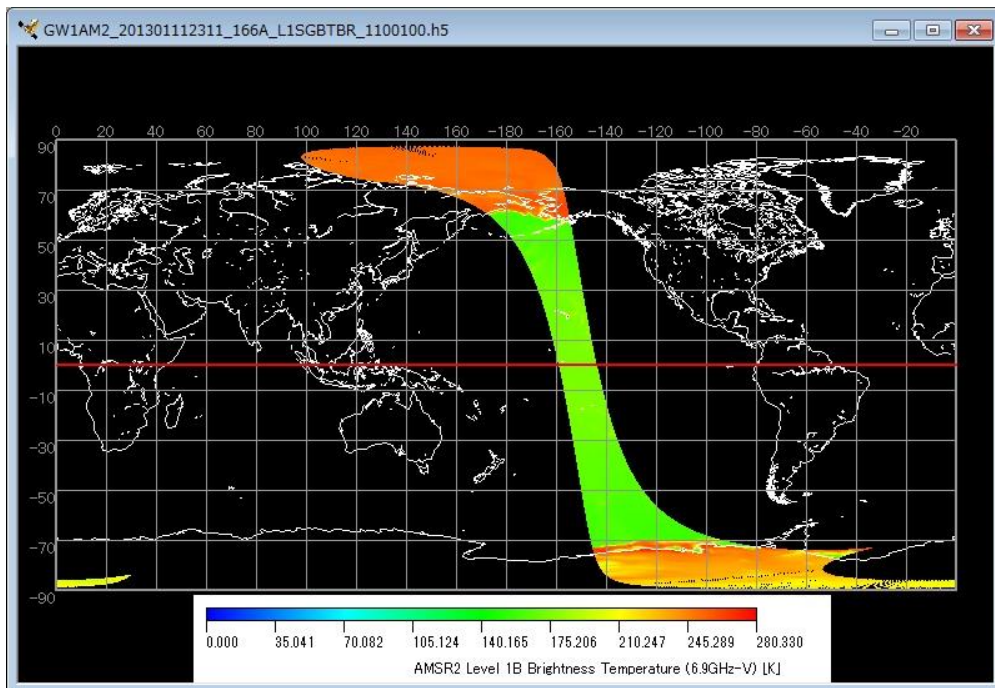 GW1AM2_201301112311_166A_L1SGBTBR_1100100.h5
0 20 40 60 80 100 120 140 160 180 -160 -140 -120 -100 -80 -60 -40 -20
90
70
50
30
10
-10
-30
-50
-70
-90
0.000 35.041 70.082 105.124 140.165 175.206 210.247 245.289 280.330
AMSR2 Level 1B Brightness Temperature (6.9GHz-V) [K]